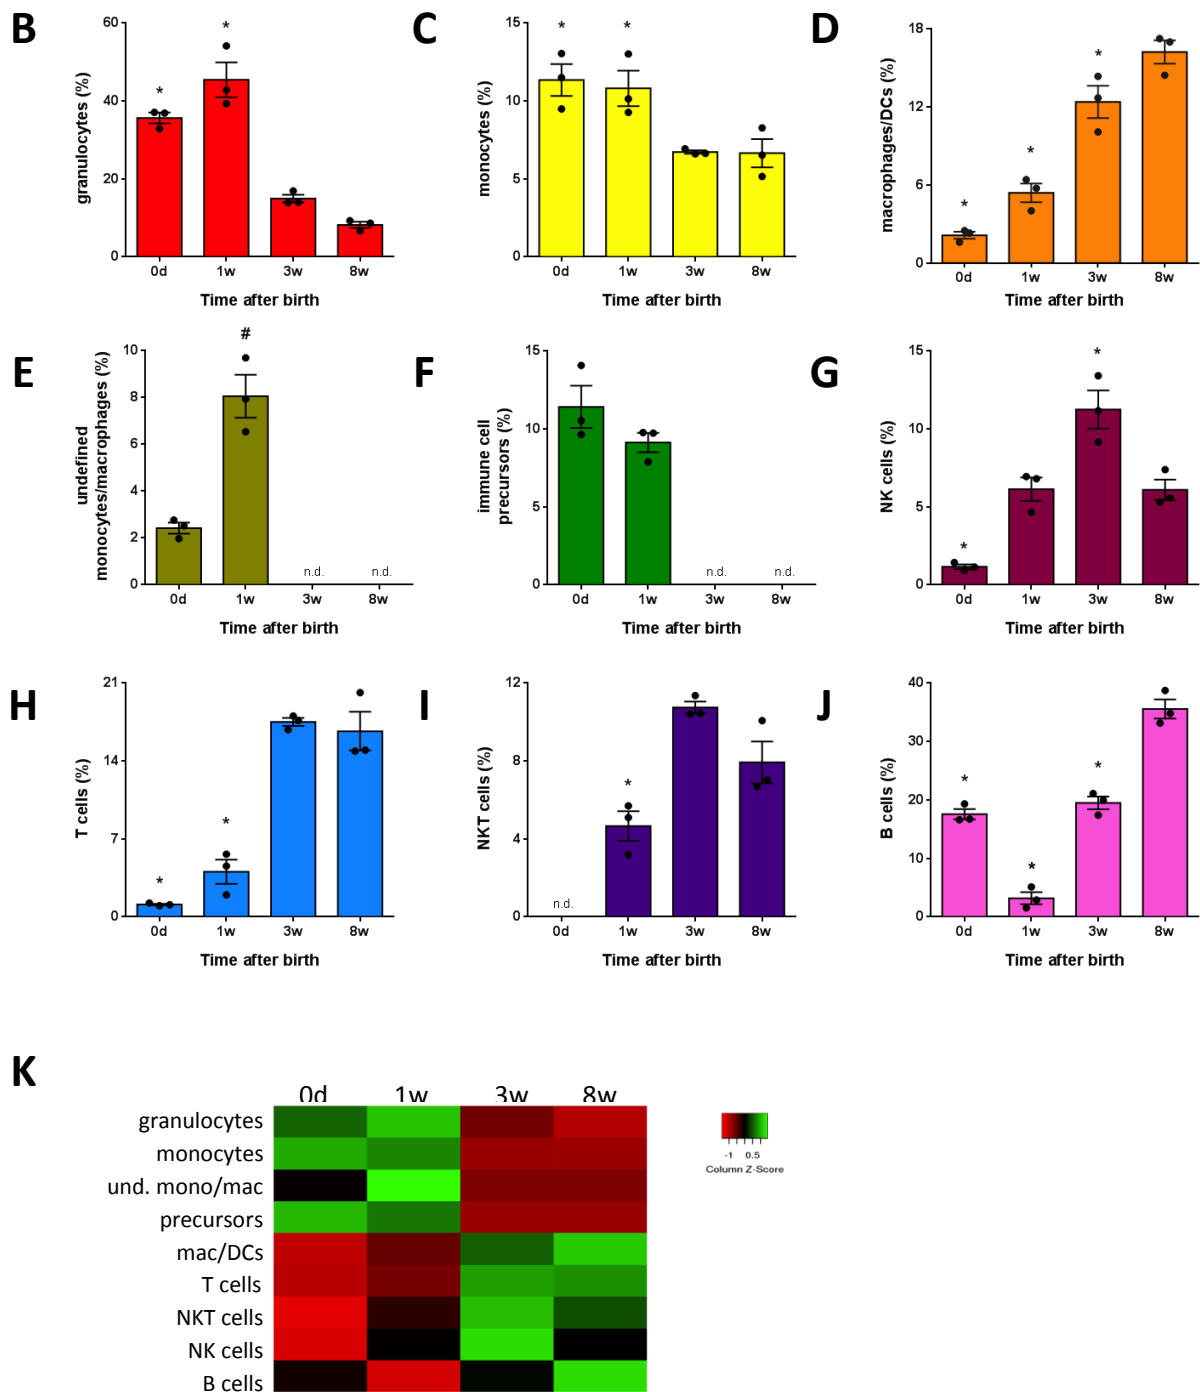 B
granulocytes (%)
60
40
20
0
*
*
0d 1w 3w 8w
Time after birth
C
monocytes (%)
15
10
5
0
*
*
0d 1w 3w 8w
Time after birth
D
macrophages/DCs (%)
18
12
6
0
*
*
*
0d 1w 3w 8w
Time after birth
E
undefined
monocytes/macrophages (%)
10
8
6
4
2
0
#
n.d. n.d.
0d 1w 3w 8w
Time after birth
F
immune cell
precursors (%)
15
10
5
0
n.d. n.d.
0d 1w 3w 8w
Time after birth
G
NK cells (%)
15
10
5
0
*
*
0d 1w 3w 8w
Time after birth
H
T cells (%)
21
14
7
0
*
*
0d 1w 3w 8w
Time after birth
I
NKT cells (%)
12
8
4
0
n.d.
*
0d 1w 3w 8w
Time after birth
J
B cells (%)
40
30
20
10
0
*
*
*
0d 1w 3w 8w
Time after birth
K
0d 1w 3w 8w
granulocytes
monocytes
und. mono/mac
precursors
mac/DCs
T cells
NKT cells
NK cells
B cells
-1 0.5
Column Z-Score